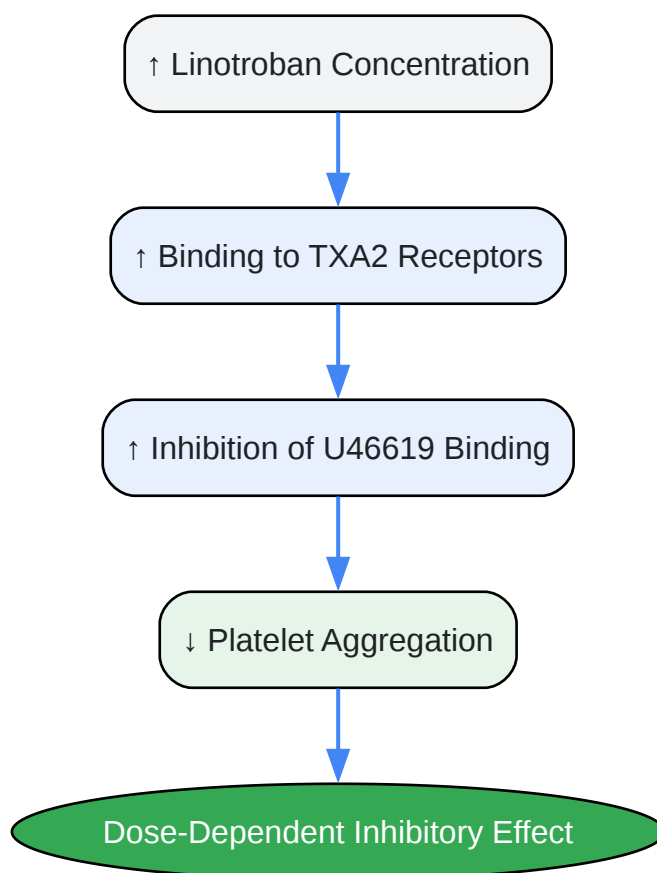 ↑ Linotroban Concentration
↑ Binding to TXA2 Receptors
↑ Inhibition of U46619 Binding
↓ Platelet Aggregation
Dose-Dependent Inhibitory Effect